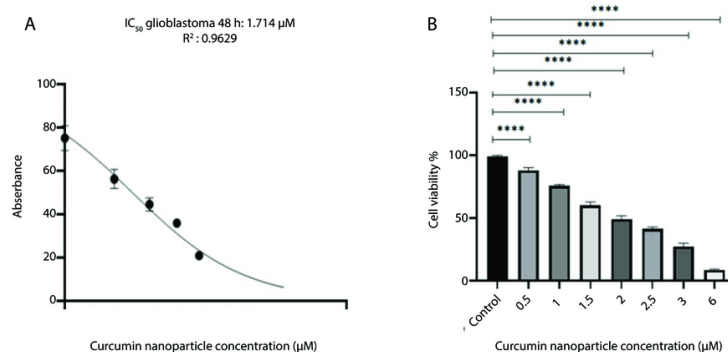 A
IC50 glioblastoma 48 h: 1.714 µM
R² : 0.9629
100
80
60
40
20
0
Absorbance
Curcumin nanoparticle concentration (µM)
B
****
****
****
****
****
****
****
150
100
50
0
Cell viability %
Control
0.5
1
1.5
2
2.5
3
6
Curcumin nanoparticle concentration (µM)